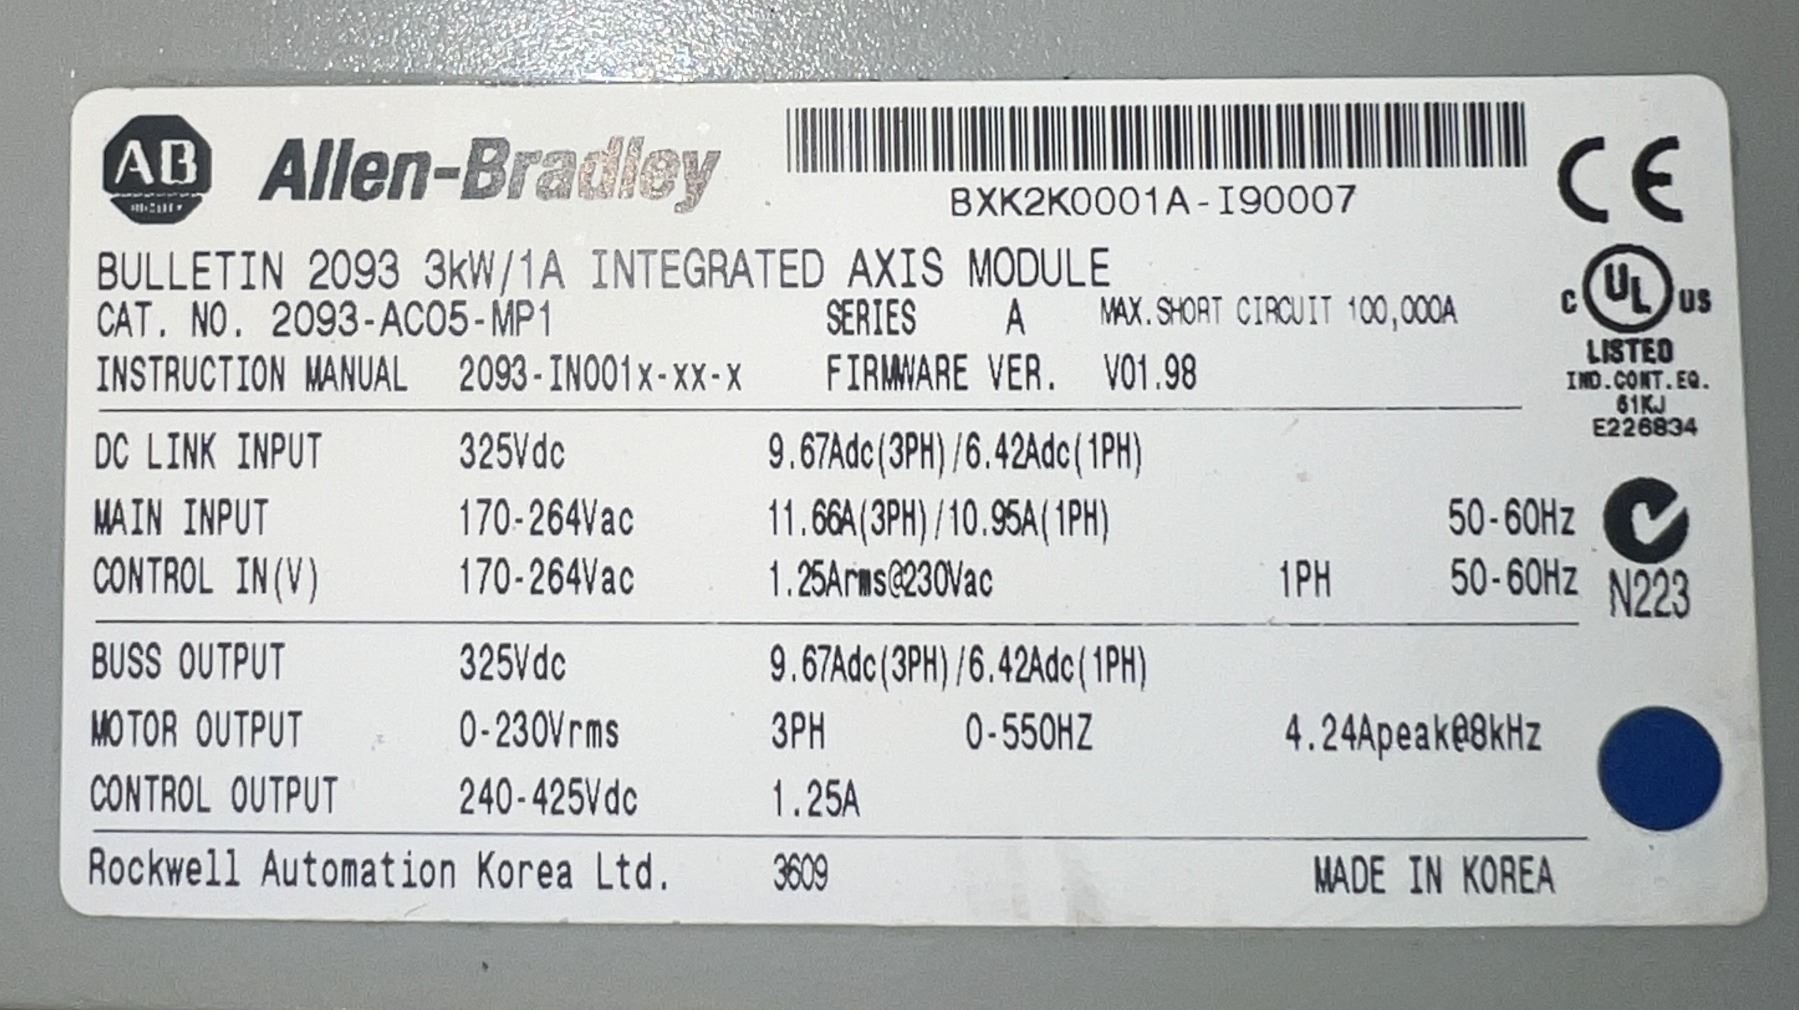 AB
Allen-Bradley
BXK2K0001A-I90007
CE
BULLETIN 2093 3kW/1A INTEGRATED AXIS MODULE
CAT. NO. 2093-AC05-MP1 SERIES A MAX.SHORT CIRCUIT 100,000A
INSTRUCTION MANUAL 2093-IN001x-xx-x FIRMWARE VER. V01.98
C UL US
LISTED
IND.CONT.EQ.
61KJ
E226834
DC LINK INPUT 325Vdc 9.67Adc(3PH)/6.42Adc(1PH)
MAIN INPUT 170-264Vac 11.66A(3PH)/10.95A(1PH) 50-60Hz
CONTROL IN(V) 170-264Vac 1.25Arms@230Vac 1PH 50-60Hz
N223
BUSS OUTPUT 325Vdc 9.67Adc(3PH)/6.42Adc(1PH)
MOTOR OUTPUT 0-230Vrms 3PH 0-550HZ 4.24Apeak@8kHz
CONTROL OUTPUT 240-425Vdc 1.25A
Rockwell Automation Korea Ltd. 3609 MADE IN KOREA